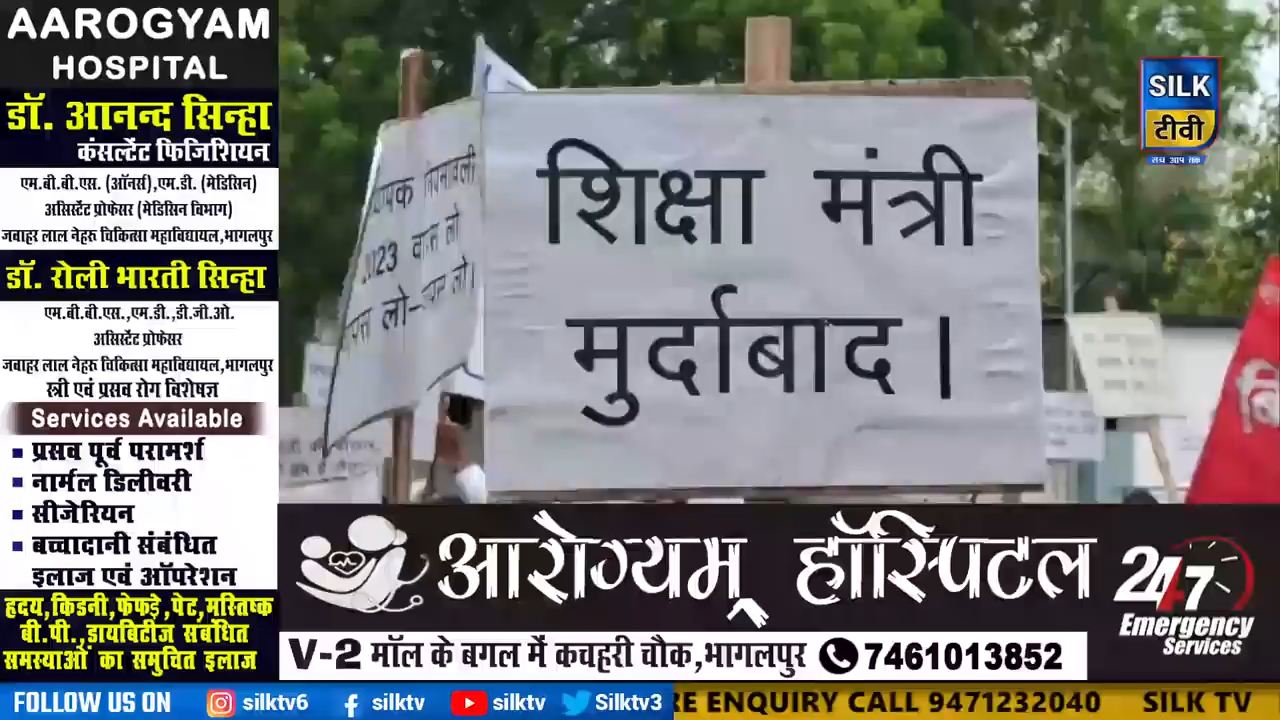 AAROGYAM
HOSPITAL
डॉ. आनन्द सिन्हा
कंसल्टेंट फिजिशियन
एम.बी.बी.एस. (ऑनर्स),एम.डी. (मेडिसिन)
असिस्टेंट प्रोफेसर (मेडिसिन विभाग)
जवाहर लाल नेहरु चिकित्सा महाविद्यालय,भागलपुर
डॉ. रोली भारती सिन्हा
एम.बी.बी.एस.,एम.डी.,डी.जी.ओ.
असिस्टेंट प्रोफेसर
जवाहर लाल नेहरु चिकित्सा महाविद्यालय,भागलपुर
स्त्री एवं प्रसव रोग विशेषज्ञ
Services Available
प्रसव पूर्व परामर्श
नार्मल डिलीवरी
सीजेरियन
बच्चादानी संबंधित
इलाज एवं ऑपरेशन
हृदय,किडनी,फेफड़े,पेट,मस्तिष्क
बी.पी.,डायबिटीज संबंधित
समस्याओं का समुचित इलाज
शिक्षा मंत्री
मुर्दाबाद।
SILK
टीवी
सच आप तक
आरोग्यम् हॉस्पिटल
24x7
Emergency
Services
V-2 मॉल के बगल में कचहरी चौक,भागलपुर 7461013852
FOLLOW US ON silktv6 silktv silktv Silktv3 RE ENQUIRY CALL 9471232040 SILK TV